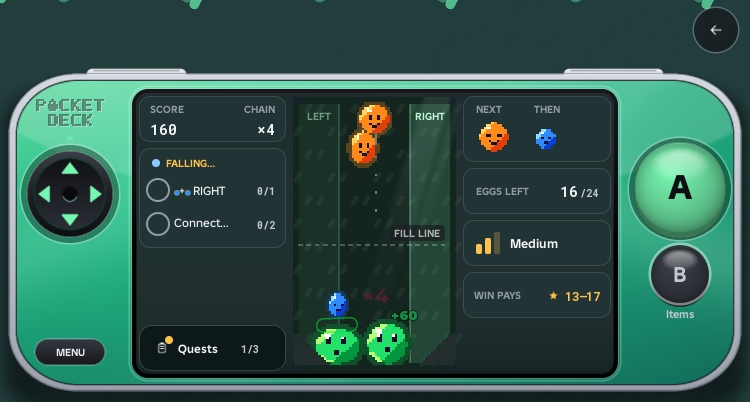 POCKET
DECK
SCORE
CHAIN
160
×4
FALLING...
RIGHT
0/1
Connect...
0/2
Quests
1/3
MENU
LEFT
RIGHT
FILL LINE
×4
+60
NEXT
THEN
EGGS LEFT
16 /24
Medium
WIN PAYS
13–17
A
B
Items